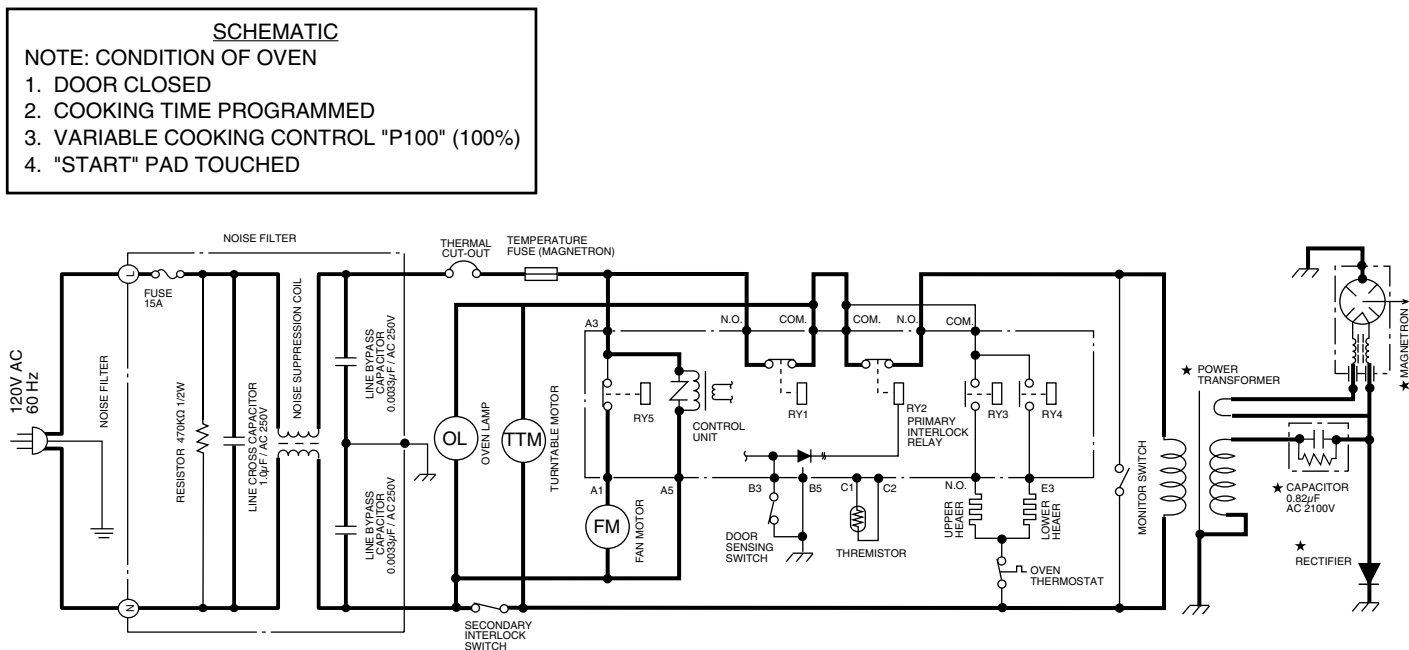 SCHEMATIC
NOTE: CONDITION OF OVEN
1. DOOR CLOSED
2. COOKING TIME PROGRAMMED
3. VARIABLE COOKING CONTROL "P100" (100%)
4. "START" PAD TOUCHED
120V AC
60 Hz
NOISE FILTER
NOISE FILTER
L
N
FUSE
15A
RESISTOR 470KΩ 1/2W
LINE CROSS CAPACITOR
1.0µF / AC 250V
NOISE SUPPRESSION COIL
LINE BYPASS
CAPACITOR
0.0033µF / AC 250V
LINE BYPASS
CAPACITOR
0.0033µF / AC 250V
THERMAL
CUT-OUT
TEMPERATURE
FUSE (MAGNETRON)
OL
OVEN LAMP
TTM
TURNTABLE MOTOR
SECONDARY
INTERLOCK
SWITCH
A3
RY5
CONTROL
UNIT
A1
A5
FM
FAN MOTOR
N.O.
COM.
COM.
N.O.
COM.
RY1
RY2
PRIMARY
INTERLOCK
RELAY
RY3
RY4
B3
B5
C1
C2
N.O.
E3
DOOR
SENSING
SWITCH
THREMISTOR
UPPER
HEAER
LOWER
HEAER
OVEN
THERMOSTAT
MONITOR SWITCH
★ POWER
TRANSFORMER
★ MAGNETRON
★ CAPACITOR
0.82µF
AC 2100V
★
RECTIFIER